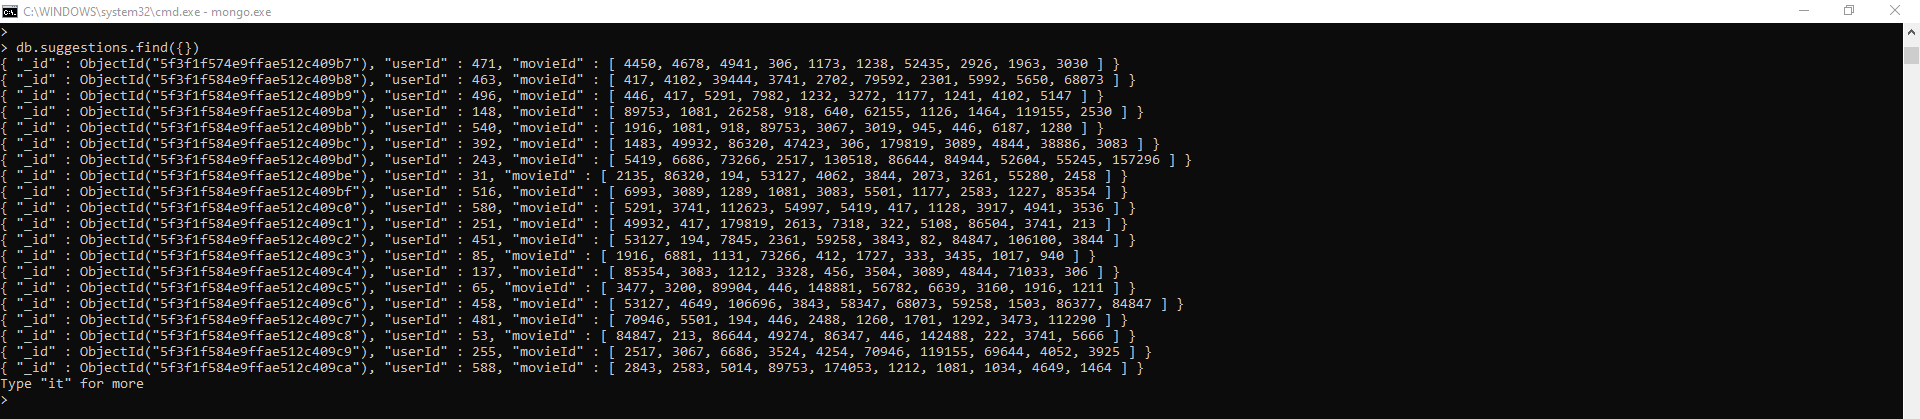 C:\WINDOWS\system32\cmd.exe - mongo.exe
>
> db.suggestions.find({})
{ "_id" : ObjectId("5f3f1f574e9ffae512c409b7"), "userId" : 471, "movieId" : [ 4450, 4678, 4941, 306, 1173, 1238, 52435, 2926, 1963, 3030 ] }
{ "_id" : ObjectId("5f3f1f584e9ffae512c409b8"), "userId" : 463, "movieId" : [ 417, 4102, 39444, 3741, 2702, 79592, 2301, 5992, 5650, 68073 ] }
{ "_id" : ObjectId("5f3f1f584e9ffae512c409b9"), "userId" : 496, "movieId" : [ 446, 417, 5291, 7982, 1232, 3272, 1177, 1241, 4102, 5147 ] }
{ "_id" : ObjectId("5f3f1f584e9ffae512c409ba"), "userId" : 148, "movieId" : [ 89753, 1081, 26258, 918, 640, 62155, 1126, 1464, 119155, 2530 ] }
{ "_id" : ObjectId("5f3f1f584e9ffae512c409bb"), "userId" : 540, "movieId" : [ 1916, 1081, 918, 89753, 3067, 3019, 945, 446, 6187, 1280 ] }
{ "_id" : ObjectId("5f3f1f584e9ffae512c409bc"), "userId" : 392, "movieId" : [ 1483, 49932, 86320, 47423, 306, 179819, 3089, 4844, 38886, 3083 ] }
{ "_id" : ObjectId("5f3f1f584e9ffae512c409bd"), "userId" : 243, "movieId" : [ 5419, 6686, 73266, 2517, 130518, 86644, 84944, 52604, 55245, 157296 ] }
{ "_id" : ObjectId("5f3f1f584e9ffae512c409be"), "userId" : 31, "movieId" : [ 2135, 86320, 194, 53127, 4062, 3844, 2073, 3261, 55280, 2458 ] }
{ "_id" : ObjectId("5f3f1f584e9ffae512c409bf"), "userId" : 516, "movieId" : [ 6993, 3089, 1289, 1081, 3083, 5501, 1177, 2583, 1227, 85354 ] }
{ "_id" : ObjectId("5f3f1f584e9ffae512c409c0"), "userId" : 580, "movieId" : [ 5291, 3741, 112623, 54997, 5419, 417, 1128, 3917, 4941, 3536 ] }
{ "_id" : ObjectId("5f3f1f584e9ffae512c409c1"), "userId" : 251, "movieId" : [ 49932, 417, 179819, 2613, 7318, 322, 5108, 86504, 3741, 213 ] }
{ "_id" : ObjectId("5f3f1f584e9ffae512c409c2"), "userId" : 451, "movieId" : [ 53127, 194, 7845, 2361, 59258, 3843, 82, 84847, 106100, 3844 ] }
{ "_id" : ObjectId("5f3f1f584e9ffae512c409c3"), "userId" : 85, "movieId" : [ 1916, 6881, 1131, 73266, 412, 1727, 333, 3435, 1017, 940 ] }
{ "_id" : ObjectId("5f3f1f584e9ffae512c409c4"), "userId" : 137, "movieId" : [ 85354, 3083, 1212, 3328, 456, 3504, 3089, 4844, 71033, 306 ] }
{ "_id" : ObjectId("5f3f1f584e9ffae512c409c5"), "userId" : 65, "movieId" : [ 3477, 3200, 89904, 446, 148881, 56782, 6639, 3160, 1916, 1211 ] }
{ "_id" : ObjectId("5f3f1f584e9ffae512c409c6"), "userId" : 458, "movieId" : [ 53127, 4649, 106696, 3843, 58347, 68073, 59258, 1503, 86377, 84847 ] }
{ "_id" : ObjectId("5f3f1f584e9ffae512c409c7"), "userId" : 481, "movieId" : [ 70946, 5501, 194, 446, 2488, 1260, 1701, 1292, 3473, 112290 ] }
{ "_id" : ObjectId("5f3f1f584e9ffae512c409c8"), "userId" : 53, "movieId" : [ 84847, 213, 86644, 49274, 86347, 446, 142488, 222, 3741, 5666 ] }
{ "_id" : ObjectId("5f3f1f584e9ffae512c409c9"), "userId" : 255, "movieId" : [ 2517, 3067, 6686, 3524, 4254, 70946, 119155, 69644, 4052, 3925 ] }
{ "_id" : ObjectId("5f3f1f584e9ffae512c409ca"), "userId" : 588, "movieId" : [ 2843, 2583, 5014, 89753, 174053, 1212, 1081, 1034, 4649, 1464 ] }
Type "it" for more
>